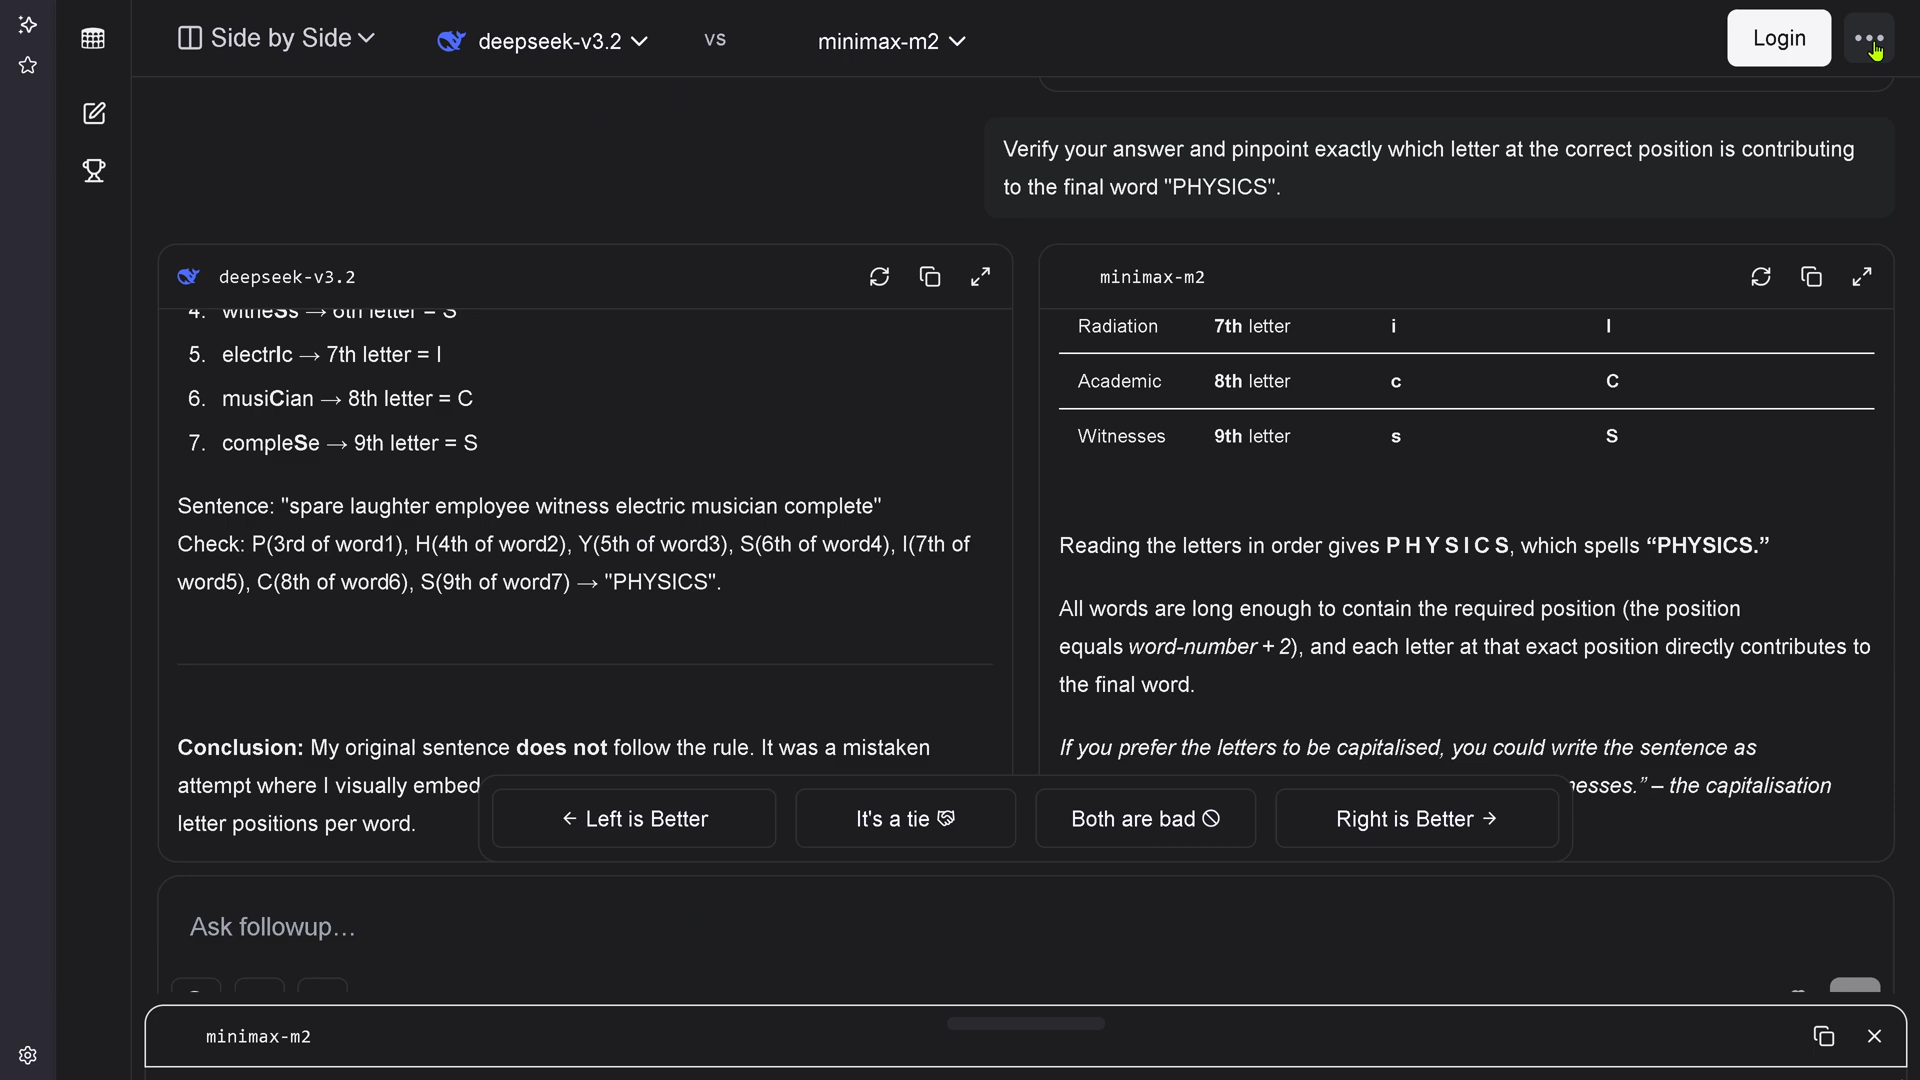 Side by Side
deepseek-v3.2
VS
minimax-m2
Login
Verify your answer and pinpoint exactly which letter at the correct position is contributing
to the final word "PHYSICS".
deepseek-v3.2
4. witneSs → 6th letter = S
5. electrIc → 7th letter = I
6. musiCian → 8th letter = C
7. compleSe → 9th letter = S
Sentence: "spare laughter employee witness electric musician complete"
Check: P(3rd of word1), H(4th of word2), Y(5th of word3), S(6th of word4), I(7th of
word5), C(8th of word6), S(9th of word7) → "PHYSICS".
Conclusion: My original sentence does not follow the rule. It was a mistaken
attempt where I visually embed
letter positions per word.
minimax-m2
Radiation 7th letter i I
Academic 8th letter c C
Witnesses 9th letter s S
Reading the letters in order gives P H Y S I C S, which spells “PHYSICS.”
All words are long enough to contain the required position (the position
equals word-number + 2), and each letter at that exact position directly contributes to
the final word.
If you prefer the letters to be capitalised, you could write the sentence as
nesses.” – the capitalisation
← Left is Better
It's a tie
Both are bad
Right is Better →
Ask followup…
minimax-m2